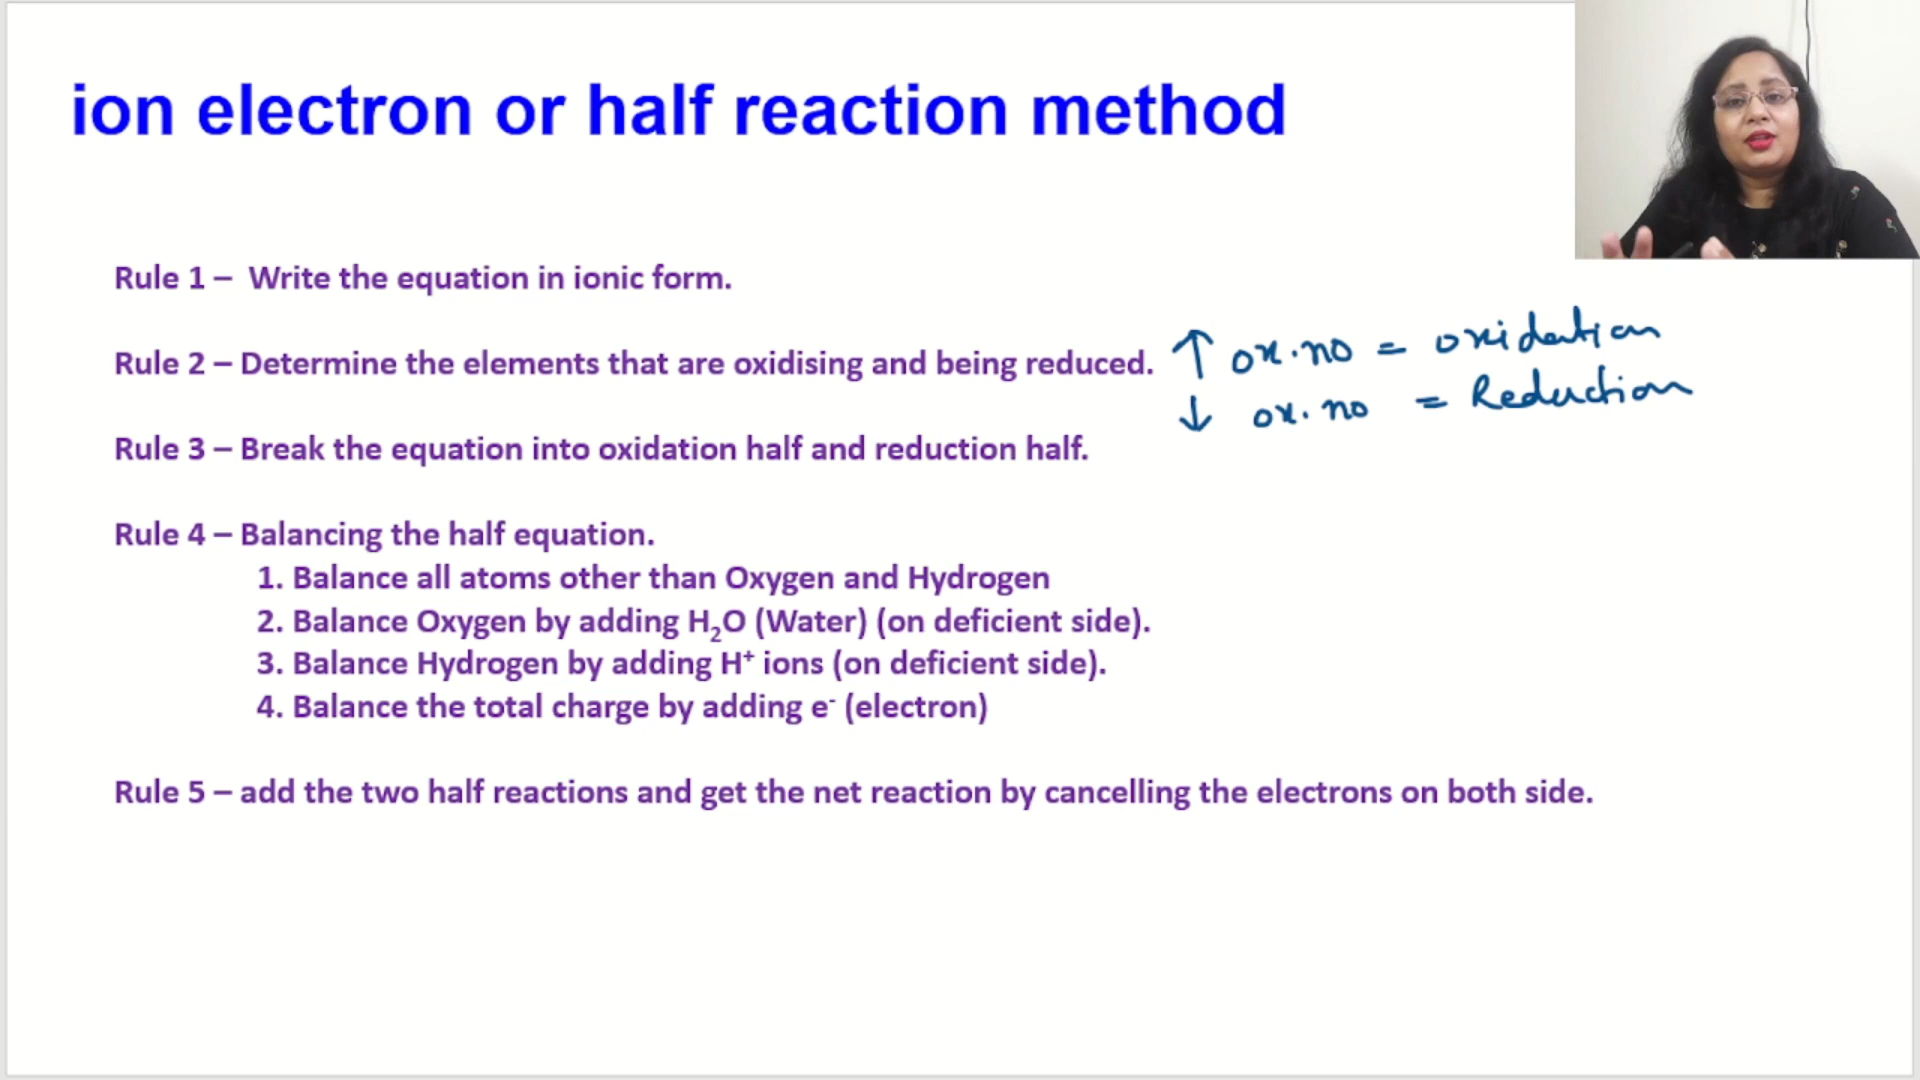 ion electron or half reaction method
Rule 1 – Write the equation in ionic form.
Rule 2 – Determine the elements that are oxidising and being reduced.
↑ ox.no = oxidation
↓ ox.no = Reduction
Rule 3 – Break the equation into oxidation half and reduction half.
Rule 4 – Balancing the half equation.
1. Balance all atoms other than Oxygen and Hydrogen
2. Balance Oxygen by adding H₂O (Water) (on deficient side).
3. Balance Hydrogen by adding H⁺ ions (on deficient side).
4. Balance the total charge by adding e⁻ (electron)
Rule 5 – add the two half reactions and get the net reaction by cancelling the electrons on both side.